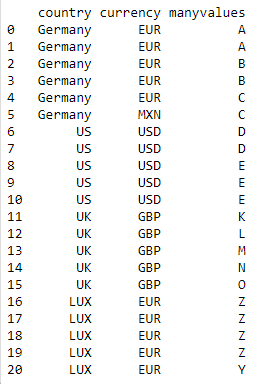 country currency manyvalues
0 Germany EUR A
1 Germany EUR A
2 Germany EUR B
3 Germany EUR B
4 Germany EUR C
5 Germany MXN C
6 US USD D
7 US USD D
8 US USD E
9 US USD E
10 US USD E
11 UK GBP K
12 UK GBP L
13 UK GBP M
14 UK GBP N
15 UK GBP O
16 LUX EUR Z
17 LUX EUR Z
18 LUX EUR Z
19 LUX EUR Z
20 LUX EUR Y